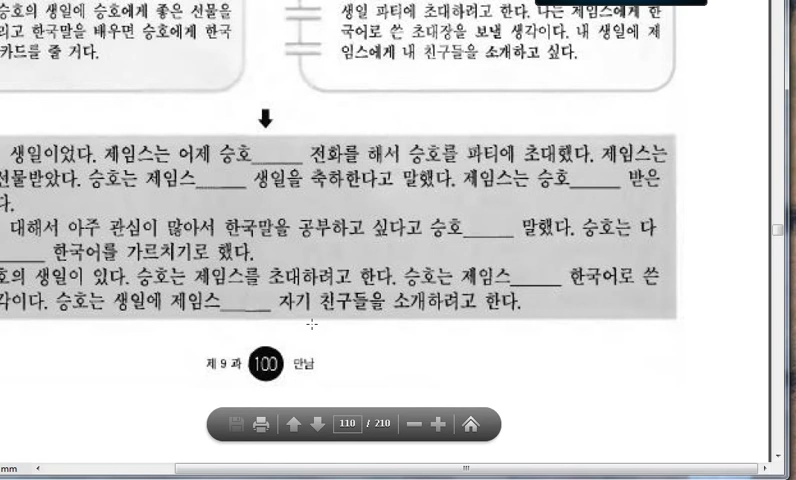 승호의 생일에 승호에게 좋은 선물을
리고 한국말을 배우면 승호에게 한국
카드를 줄 거다.
생일 파티에 초대하려고 한다. 나는 제임스에게 한
국어로 쓴 초대장을 보낼 생각이다. 내 생일에 제
임스에게 내 친구들을 소개하고 싶다.
생일이었다. 제임스는 어제 승호_____ 전화를 해서 승호를 파티에 초대했다. 제임스는
선물받았다. 승호는 제임스_____ 생일을 축하한다고 말했다. 제임스는 승호_____ 받은
다.
대해서 아주 관심이 많아서 한국말을 공부하고 싶다고 승호_____ 말했다. 승호는 다
_____ 한국어를 가르치기로 했다.
호의 생일이 있다. 승호는 제임스를 초대하려고 한다. 승호는 제임스_____ 한국어로 쓴
각이다. 승호는 생일에 제임스_____ 자기 친구들을 소개하려고 한다.
제 9 과 100 만남
110 / 210
mm